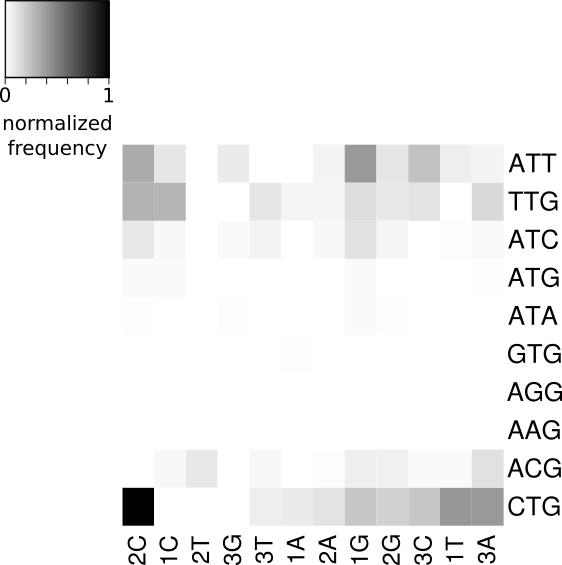 0 1
normalized
frequency
ATT
TTG
ATC
ATG
ATA
GTG
AGG
AAG
ACG
CTG
2C 1C 2T 3G 3T 1A 2A 1G 2G 3C 1T 3A